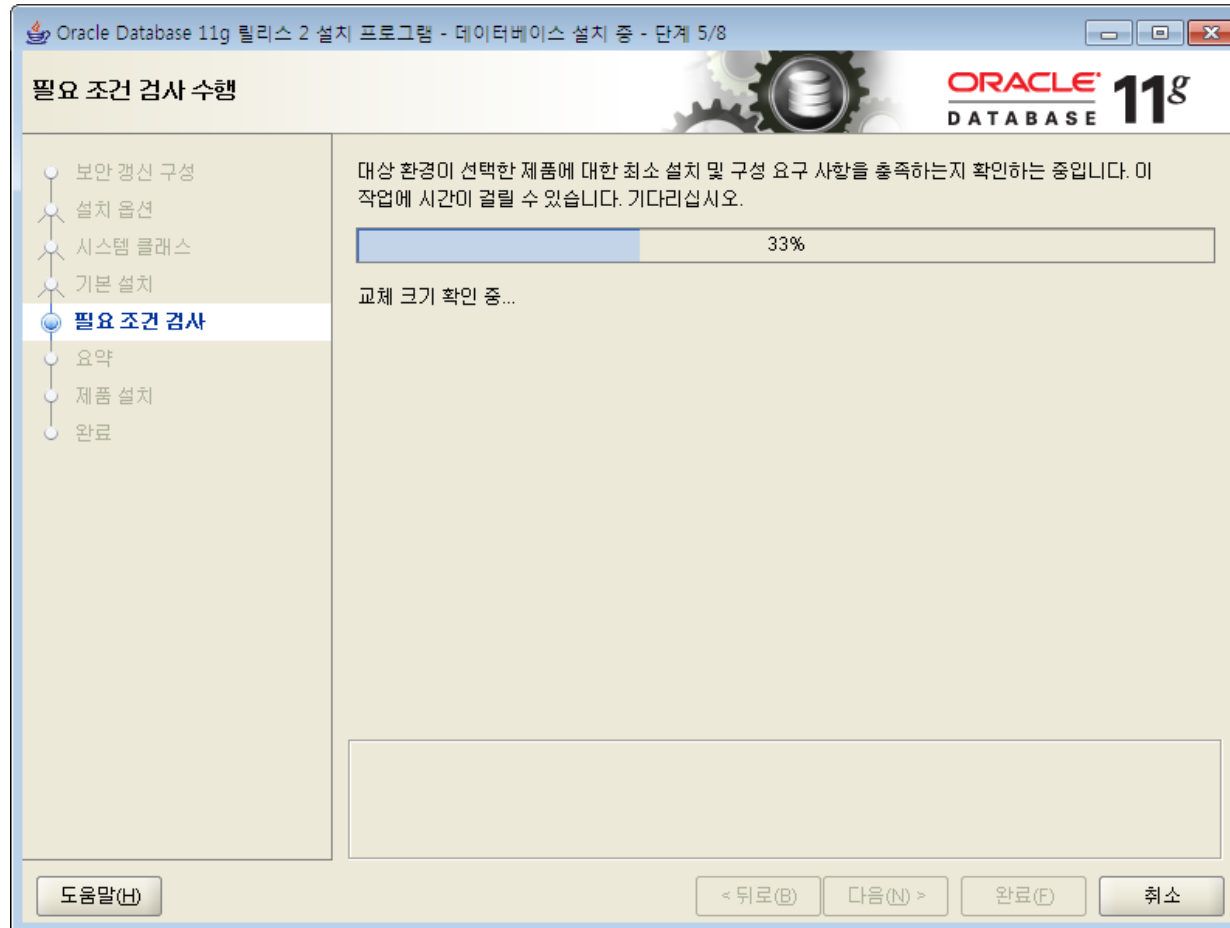 Oracle Database 11g 릴리스 2 설치 프로그램 - 데이터베이스 설치 중 - 단계 5/8
필요 조건 검사 수행
ORACLE
DATABASE
11g
보안 갱신 구성
설치 옵션
시스템 클래스
기본 설치
필요 조건 검사
요약
제품 설치
완료
대상 환경이 선택한 제품에 대한 최소 설치 및 구성 요구 사항을 충족하는지 확인하는 중입니다. 이
작업에 시간이 걸릴 수 있습니다. 기다리십시오.
33%
교체 크기 확인 중...
도움말(H)
< 뒤로(B)
다음(N) >
완료(F)
취소